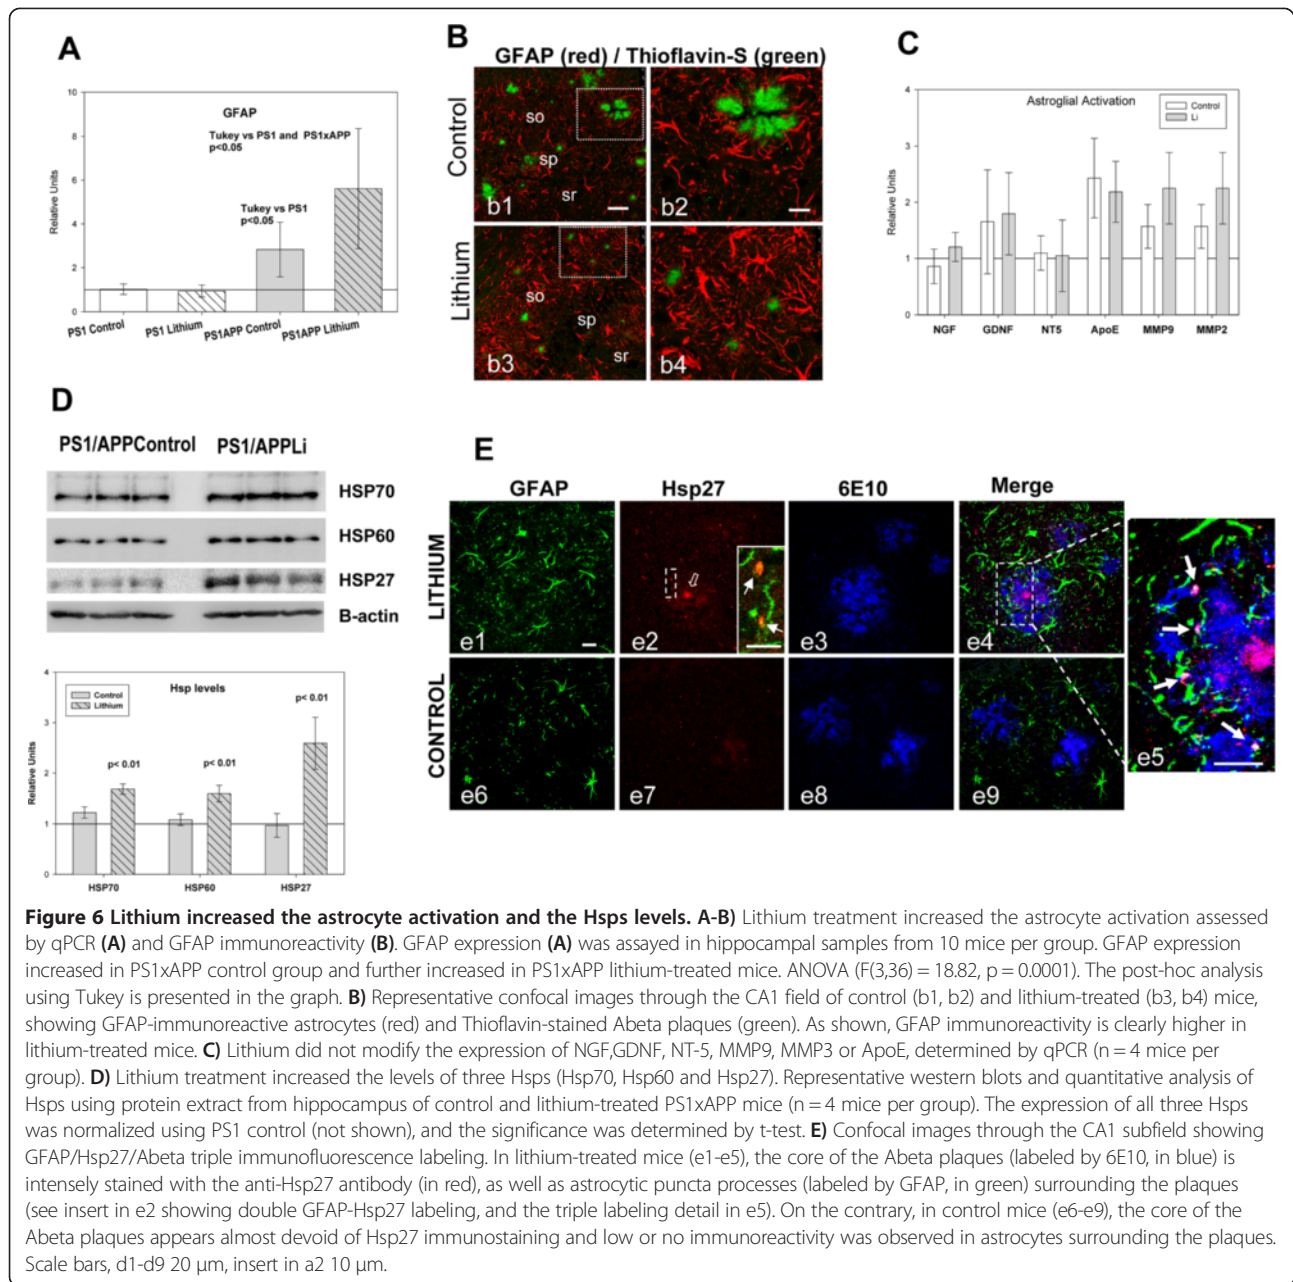 A
GFAP
Tukey vs PS1 and PS1xAPP
p<0.05
Tukey vs PS1
p<0.05
Relative Units
10
8
6
4
2
0
PS1 Control
PS1 Lithium
PS1APP Control
PS1APP Lithium
B
GFAP (red) / Thioflavin-S (green)
Control
so
sp
sr
b1
b2
Lithium
so
sp
sr
b3
b4
C
Astroglial Activation
Control
Li
Relative Units
4
3
2
1
0
NGF
GDNF
NT5
ApoE
MMP9
MMP2
D
PS1/APPControl
PS1/APPLi
HSP70
HSP60
HSP27
B-actin
Hsp levels
Control
Lithium
p< 0.01
p< 0.01
p< 0.01
Relative Units
4
3
2
1
0
HSP70
HSP60
HSP27
E
GFAP
Hsp27
6E10
Merge
LITHIUM
e1
e2
e3
e4
e5
CONTROL
e6
e7
e8
e9
Figure 6 Lithium increased the astrocyte activation and the Hsps levels. A-B) Lithium treatment increased the astrocyte activation assessed
by qPCR (A) and GFAP immunoreactivity (B). GFAP expression (A) was assayed in hippocampal samples from 10 mice per group. GFAP expression
increased in PS1xAPP control group and further increased in PS1xAPP lithium-treated mice. ANOVA (F(3,36) = 18.82, p = 0.0001). The post-hoc analysis
using Tukey is presented in the graph. B) Representative confocal images through the CA1 field of control (b1, b2) and lithium-treated (b3, b4) mice,
showing GFAP-immunoreactive astrocytes (red) and Thioflavin-stained Abeta plaques (green). As shown, GFAP immunoreactivity is clearly higher in
lithium-treated mice. C) Lithium did not modify the expression of NGF,GDNF, NT-5, MMP9, MMP3 or ApoE, determined by qPCR (n = 4 mice per
group). D) Lithium treatment increased the levels of three Hsps (Hsp70, Hsp60 and Hsp27). Representative western blots and quantitative analysis of
Hsps using protein extract from hippocampus of control and lithium-treated PS1xAPP mice (n = 4 mice per group). The expression of all three Hsps
was normalized using PS1 control (not shown), and the significance was determined by t-test. E) Confocal images through the CA1 subfield showing
GFAP/Hsp27/Abeta triple immunofluorescence labeling. In lithium-treated mice (e1-e5), the core of the Abeta plaques (labeled by 6E10, in blue) is
intensely stained with the anti-Hsp27 antibody (in red), as well as astrocytic puncta processes (labeled by GFAP, in green) surrounding the plaques
(see insert in e2 showing double GFAP-Hsp27 labeling, and the triple labeling detail in e5). On the contrary, in control mice (e6-e9), the core of the
Abeta plaques appears almost devoid of Hsp27 immunostaining and low or no immunoreactivity was observed in astrocytes surrounding the plaques.
Scale bars, d1-d9 20 μm, insert in a2 10 μm.